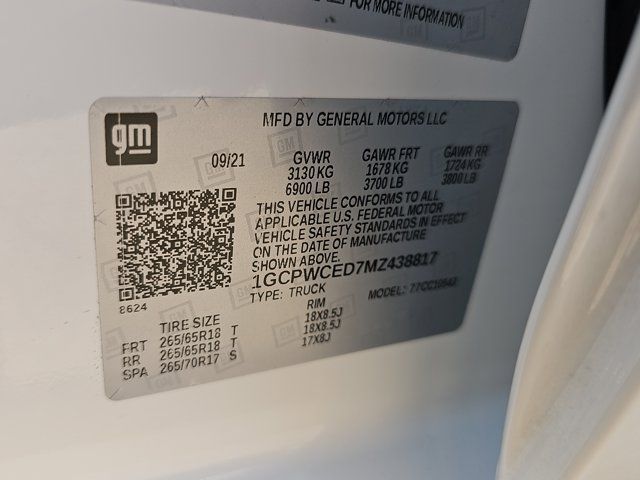 FOR MORE INFORMATION
gm
MFD BY GENERAL MOTORS LLC
09/21 GVWR GAWR FRT GAWR RR
3130 KG 1678 KG 1724 KG
6900 LB 3700 LB 3800 LB
THIS VEHICLE CONFORMS TO ALL
APPLICABLE U.S. FEDERAL MOTOR
VEHICLE SAFETY STANDARDS IN EFFECT
ON THE DATE OF MANUFACTURE
SHOWN ABOVE.
1GCPWCED7MZ438817
TYPE: TRUCK MODEL:
8624
TIRE SIZE RIM
FRT 265/65R18 T 18X8.5J
RR 265/65R18 T 18X8.5J
SPA 265/70R17 S 17X8J